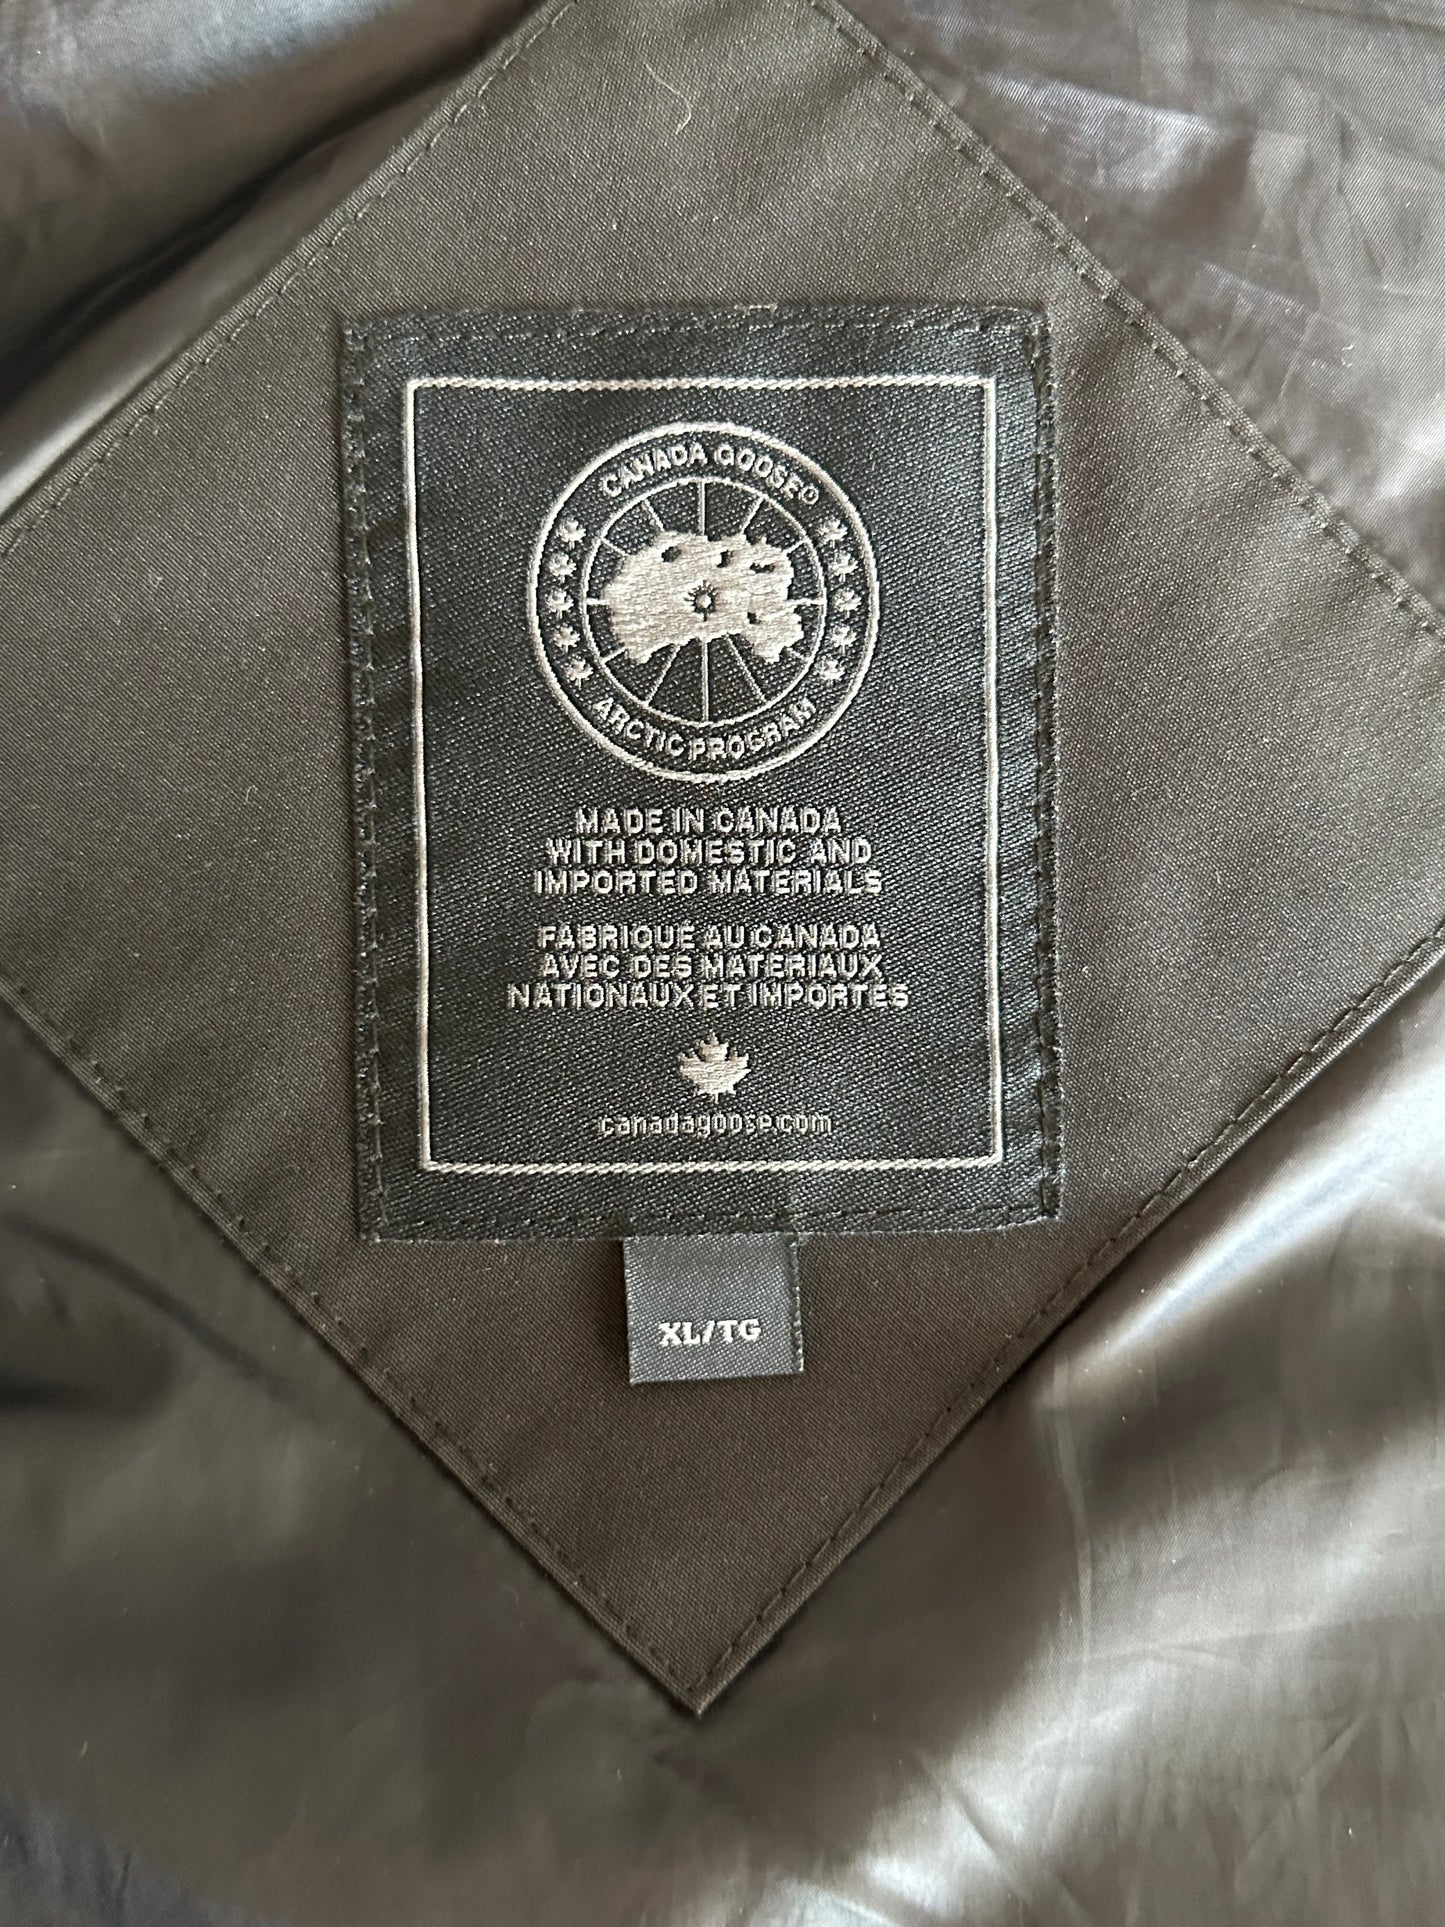 CANADA GOOSE®
ARCTIC PROGRAM
MADE IN CANADA
WITH DOMESTIC AND
IMPORTED MATERIALS
FABRIQUÉ AU CANADA
AVEC DES MATÉRIAUX
NATIONAUX ET IMPORTÉS
canadagoose.com
XL/TG